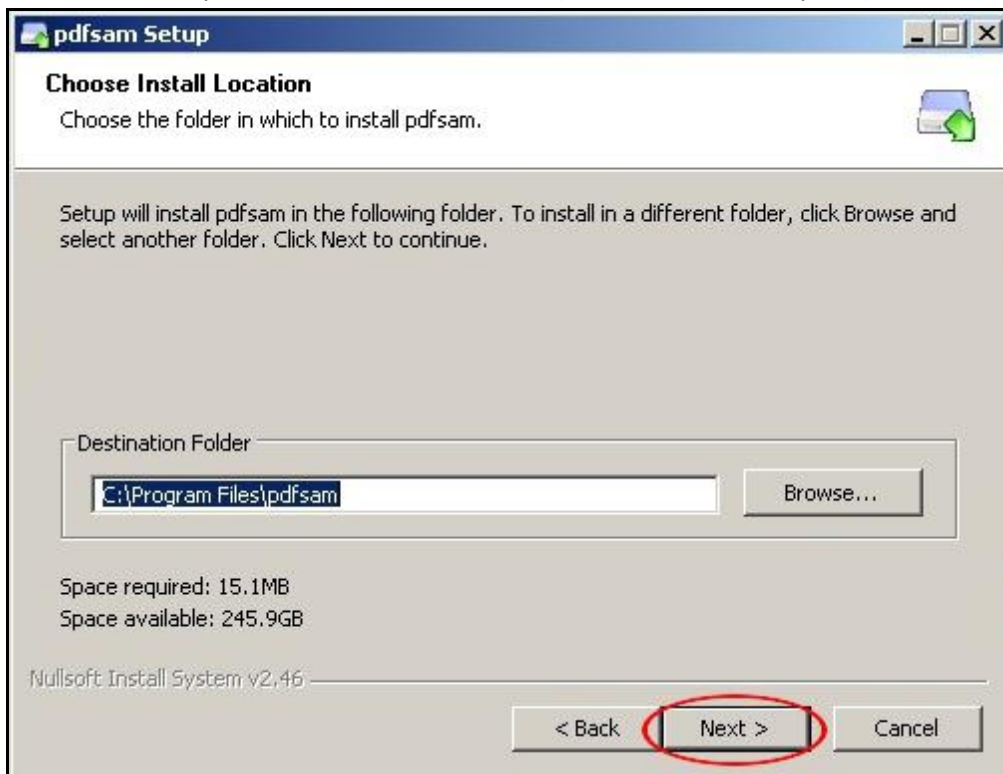 pdfsam Setup
Choose Install Location
Choose the folder in which to install pdfsam.
Setup will install pdfsam in the following folder. To install in a different folder, click Browse and
select another folder. Click Next to continue.
Destination Folder
C:\Program Files\pdfsam
Browse...
Space required: 15.1MB
Space available: 245.9GB
Nullsoft Install System v2.46
< Back Next > Cancel